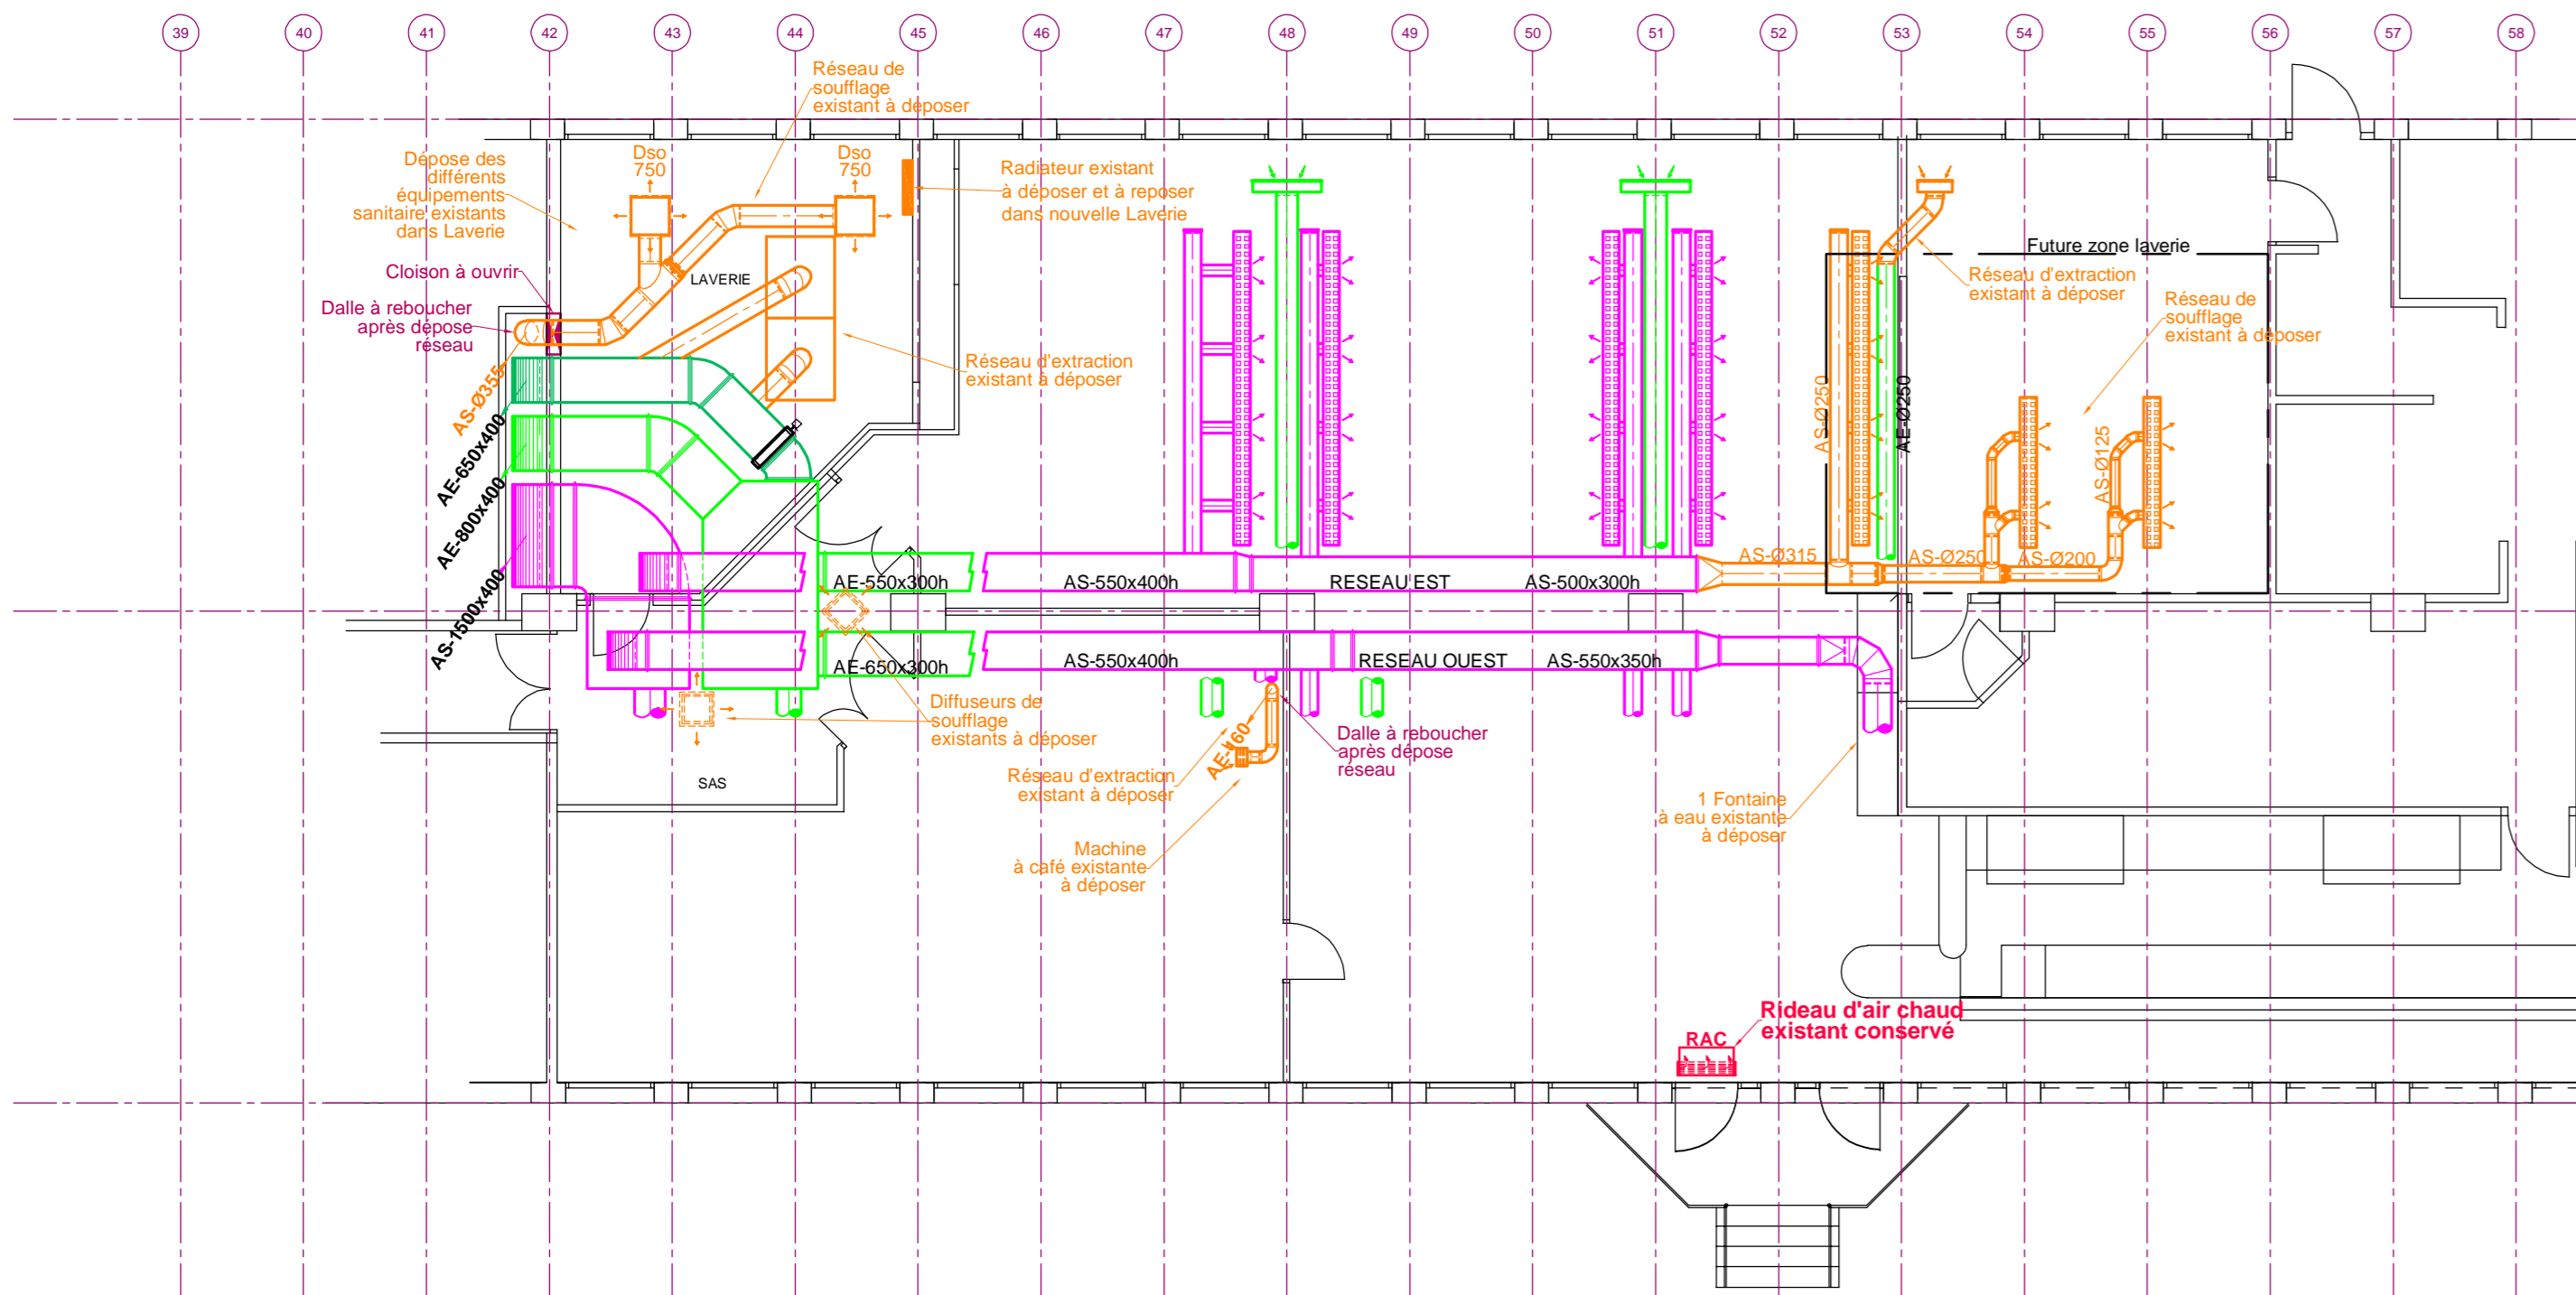 39
40
41
42
43
44
45
46
47
48
49
50
51
52
53
54
55
56
57
58
Réseau de
soufflage
existant à déposer
Dépose des
différents
équipements
sanitaire existants
dans Laverie
Dso
750
Dso
750
Radiateur existant
à déposer et à reposer
dans nouvelle Laverie
Cloison à ouvrir
LAVERIE
Dalle à reboucher
après dépose
réseau
Réseau d'extraction
existant à déposer
Future zone laverie
Réseau d'extraction
existant à déposer
Réseau de
soufflage
existant à déposer
AS-Ø355
AE-650x400
AE-800x400
AS-1500x400
AS-Ø250
AE-Ø250
AS-Ø125
AS-Ø315
AS-Ø250
AS-Ø200
AE-550x300h
AS-550x400h
RESEAU EST
AS-500x300h
AE-650x300h
AS-550x400h
RESEAU OUEST
AS-550x350h
Diffuseurs de
soufflage
existants à déposer
Dalle à reboucher
après dépose
réseau
Réseau d'extraction
existant à déposer
SAS
1 Fontaine
à eau existante
à déposer
Machine
à café existante
à déposer
Rideau d'air chaud
existant conservé
RAC